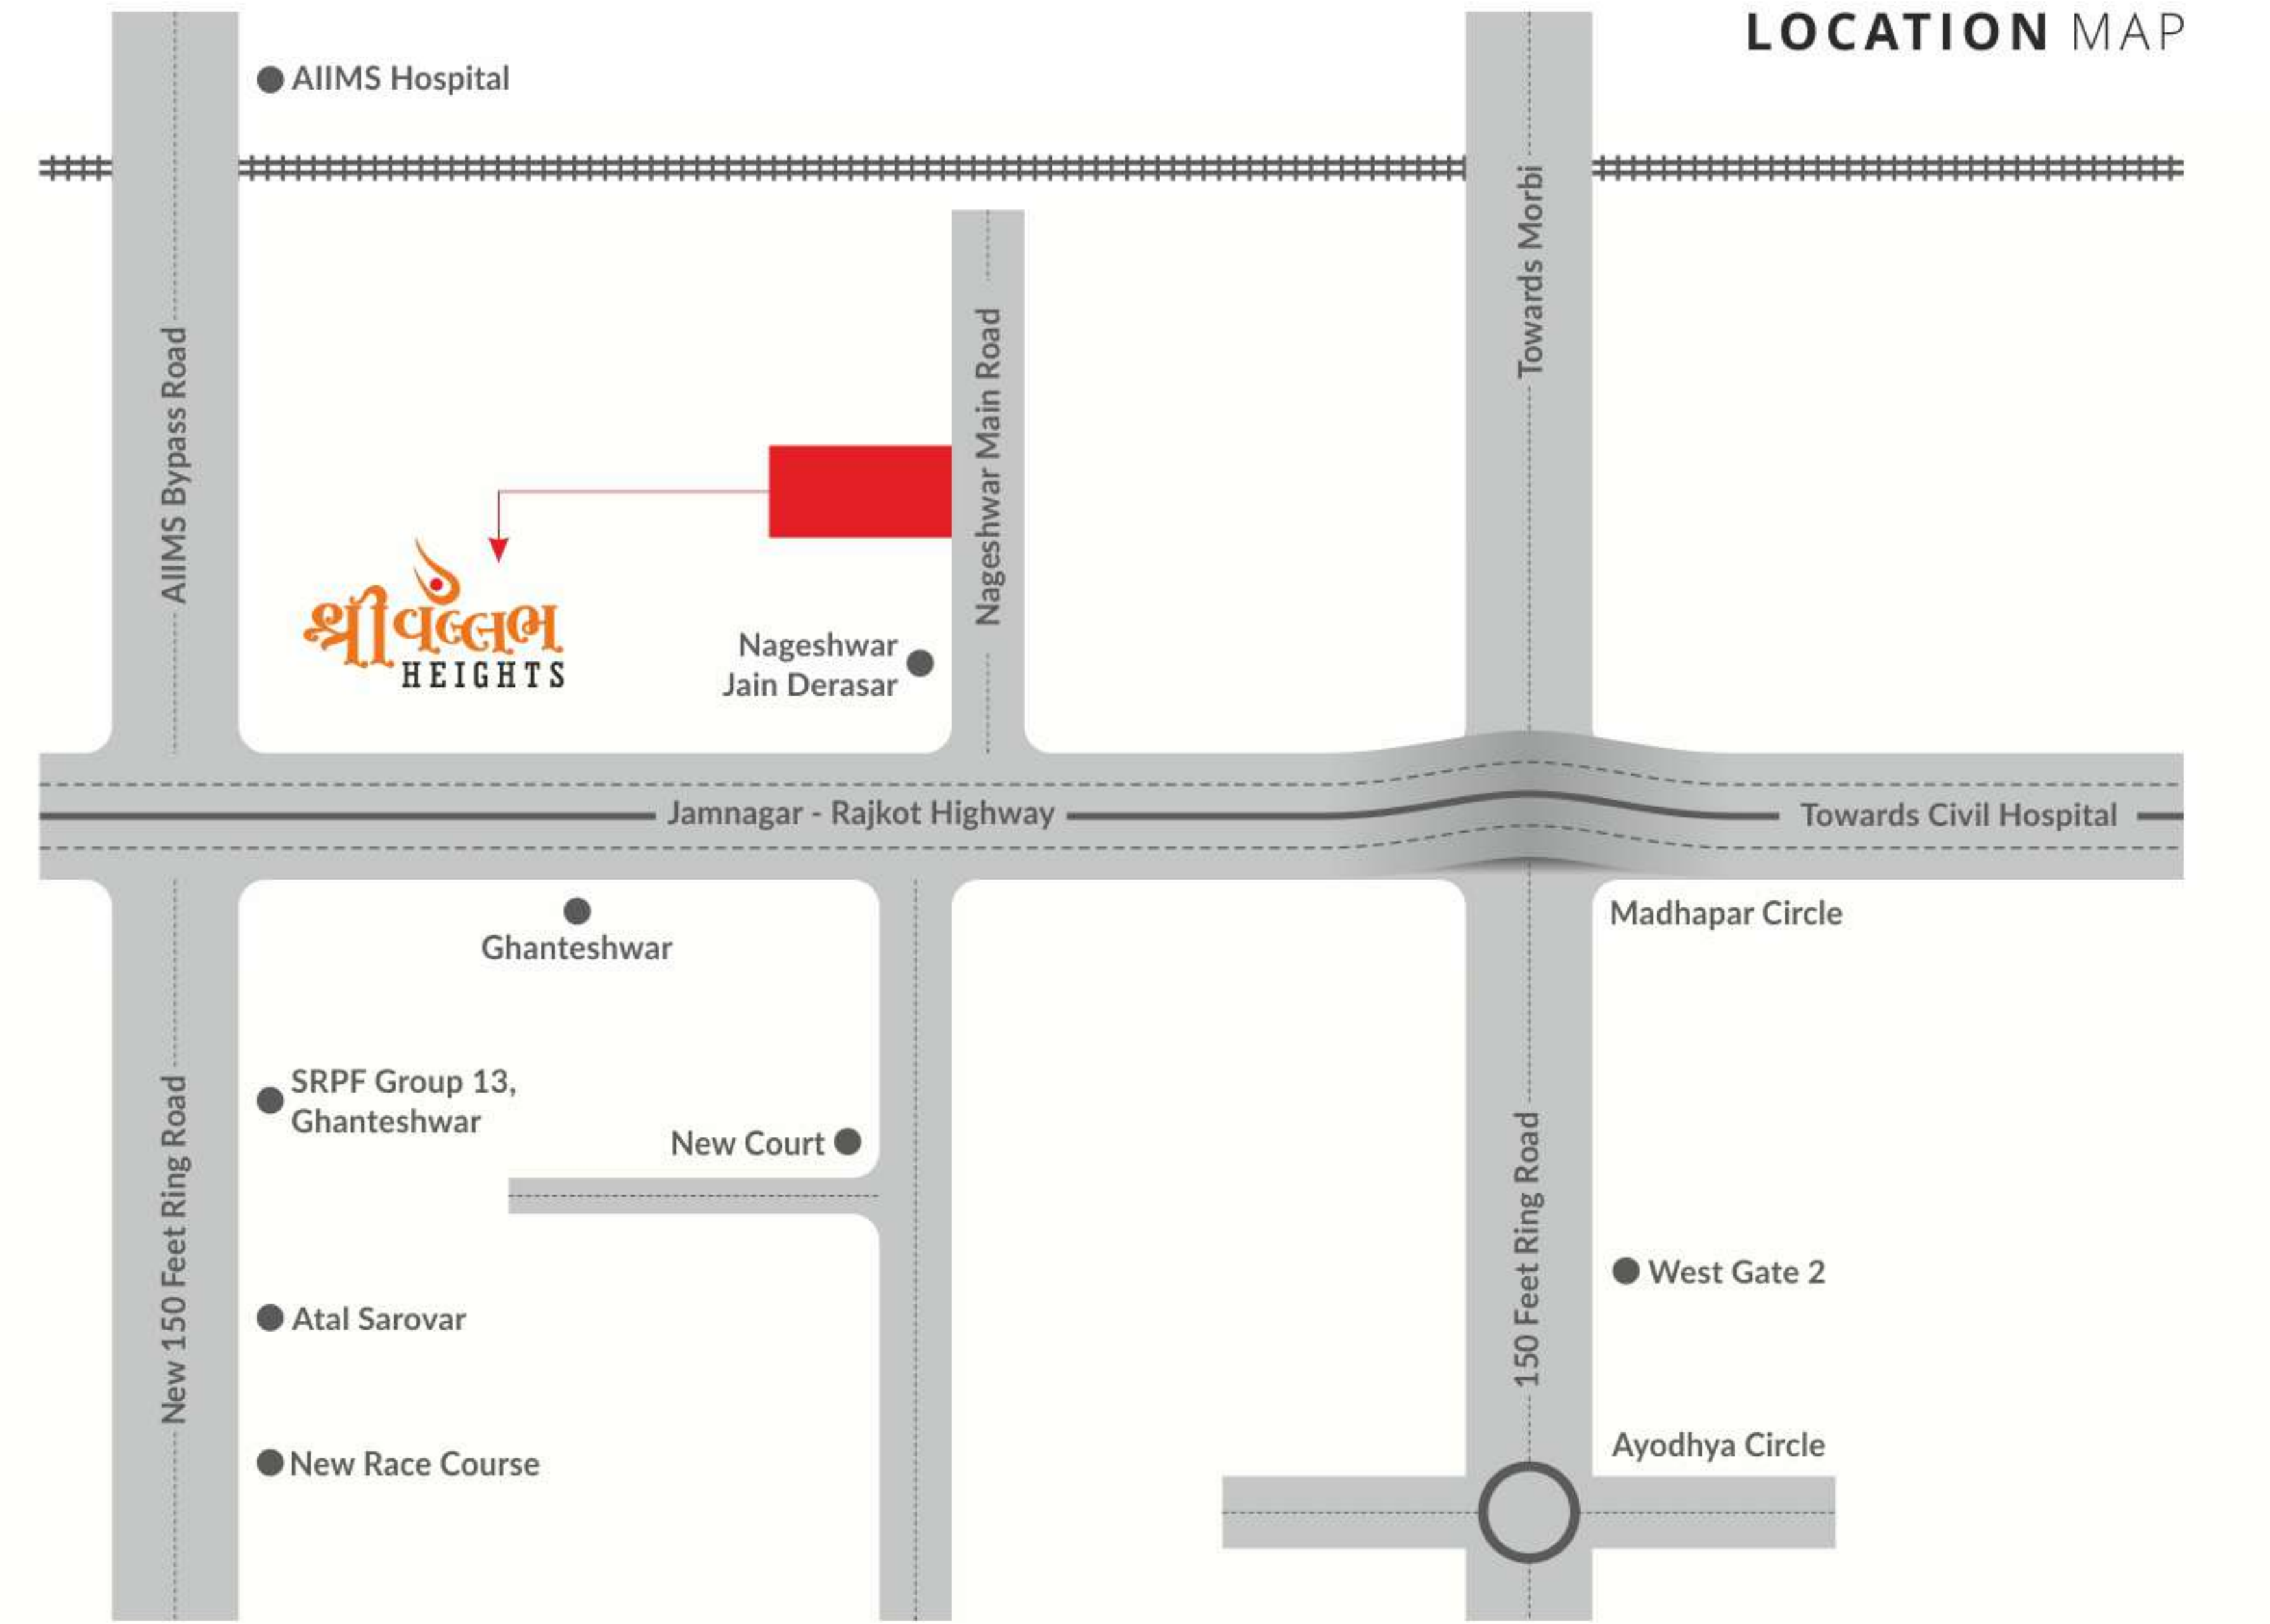 LOCATION MAP
AIIMS Hospital
Towards Morbi
AIIMS Bypass Road
Nageshwar Main Road
શ્રી વલ્લભ
HEIGHTS
Nageshwar
Jain Derasar
Jamnagar - Rajkot Highway
Towards Civil Hospital
Ghanteshwar
Madhapar Circle
SRPF Group 13,
Ghanteshwar
New Court
New 150 Feet Ring Road
150 Feet Ring Road
West Gate 2
Atal Sarovar
Ayodhya Circle
New Race Course